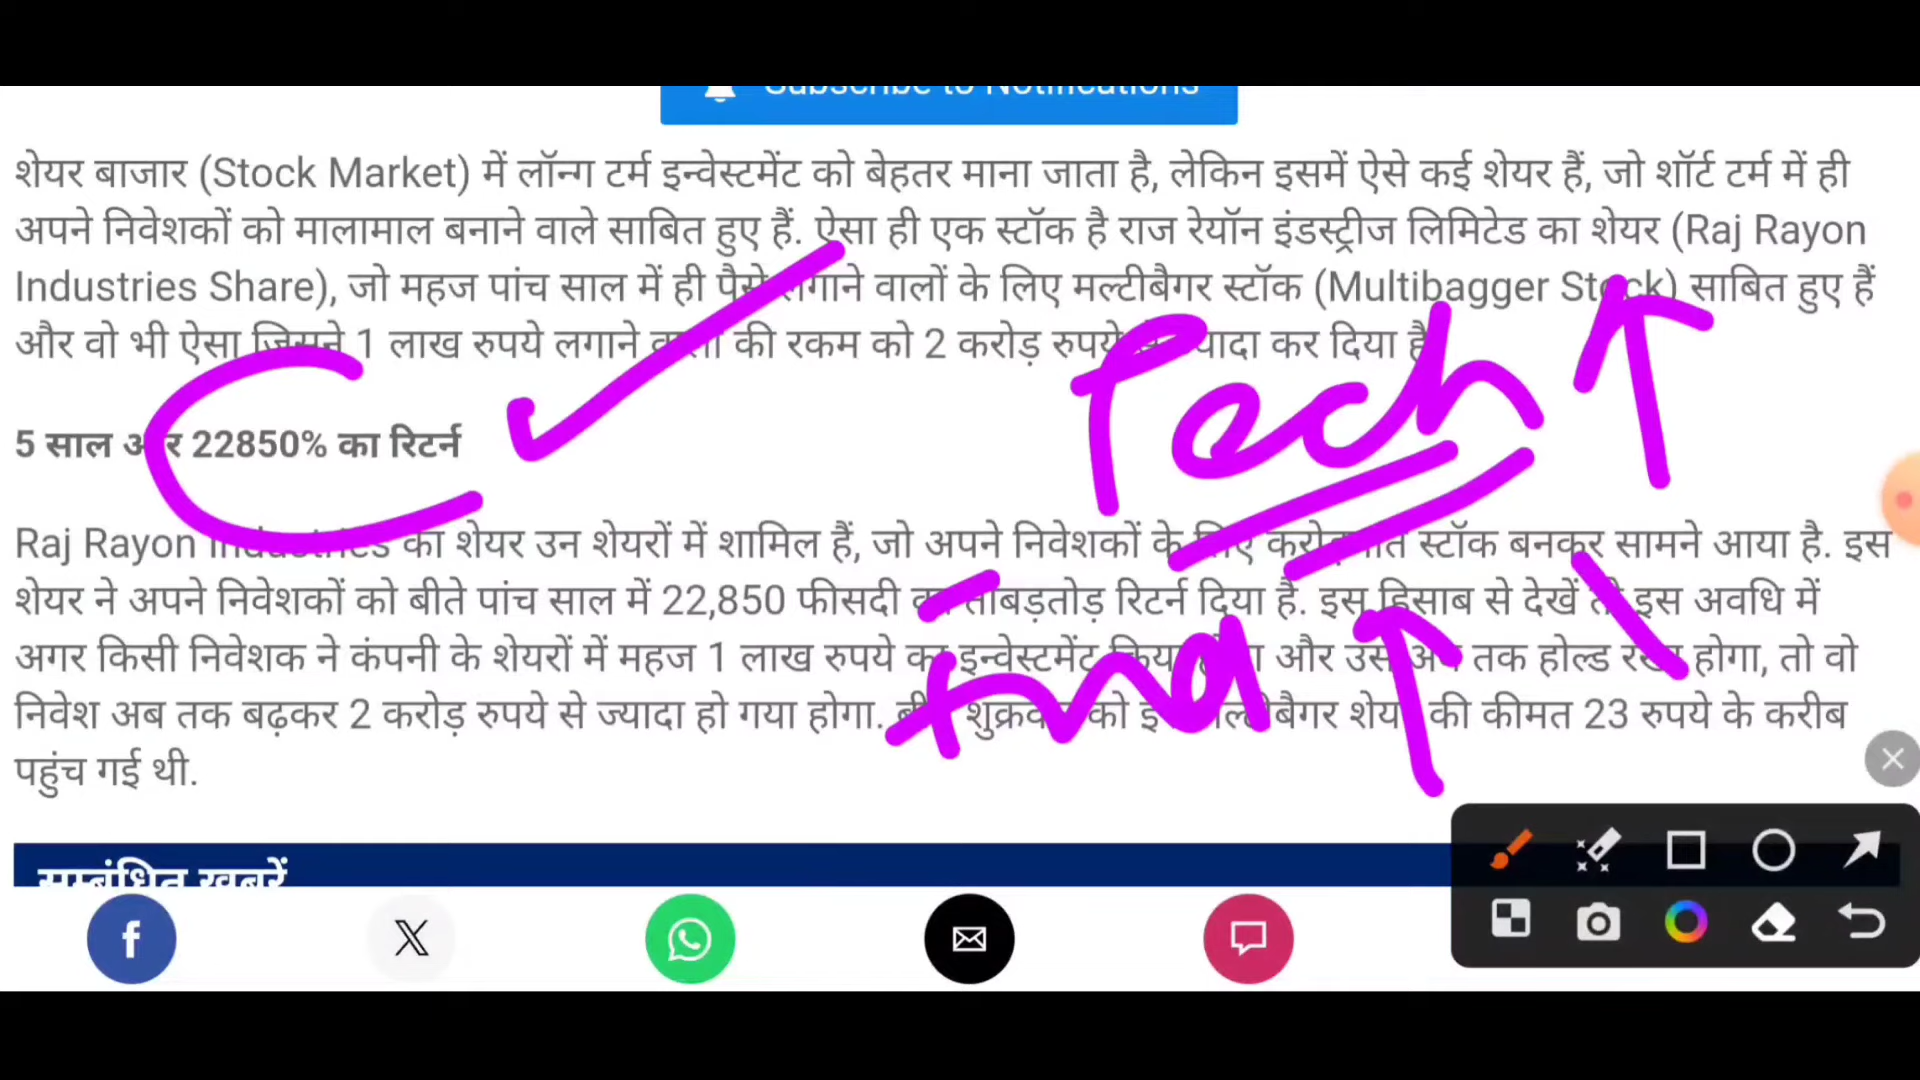 Subscribe to Notifications
शेयर बाजार (Stock Market) में लॉन्ग टर्म इन्वेस्टमेंट को बेहतर माना जाता है, लेकिन इसमें ऐसे कई शेयर हैं, जो शॉर्ट टर्म में ही
अपने निवेशकों को मालामाल बनाने वाले साबित हुए हैं. ऐसा ही एक स्टॉक है राज रेयॉन इंडस्ट्रीज लिमिटेड का शेयर (Raj Rayon
Industries Share), जो महज पांच साल में ही पैसे लगाने वालों के लिए मल्टीबैगर स्टॉक (Multibagger Stock) साबित हुए हैं
और वो भी ऐसा जिसने 1 लाख रुपये लगाने वालों की रकम को 2 करोड़ रुपये से ज्यादा कर दिया है
Tech
5 साल और 22850% का रिटर्न
Raj Rayon Industries का शेयर उन शेयरों में शामिल हैं, जो अपने निवेशकों के लिए करोड़पति स्टॉक बनकर सामने आया है. इस
शेयर ने अपने निवेशकों को बीते पांच साल में 22,850 फीसदी का ताबड़तोड़ रिटर्न दिया है. इस हिसाब से देखें तो इस अवधि में
अगर किसी निवेशक ने कंपनी के शेयरों में महज 1 लाख रुपये का इन्वेस्टमेंट किया होगा और उसे अब तक होल्ड रखा होगा, तो वो
निवेश अब तक बढ़कर 2 करोड़ रुपये से ज्यादा हो गया होगा. बीते शुक्रवार को इस मल्टीबैगर शेयर की कीमत 23 रुपये के करीब
पहुंच गई थी.
सम्बंधित ख़बरें